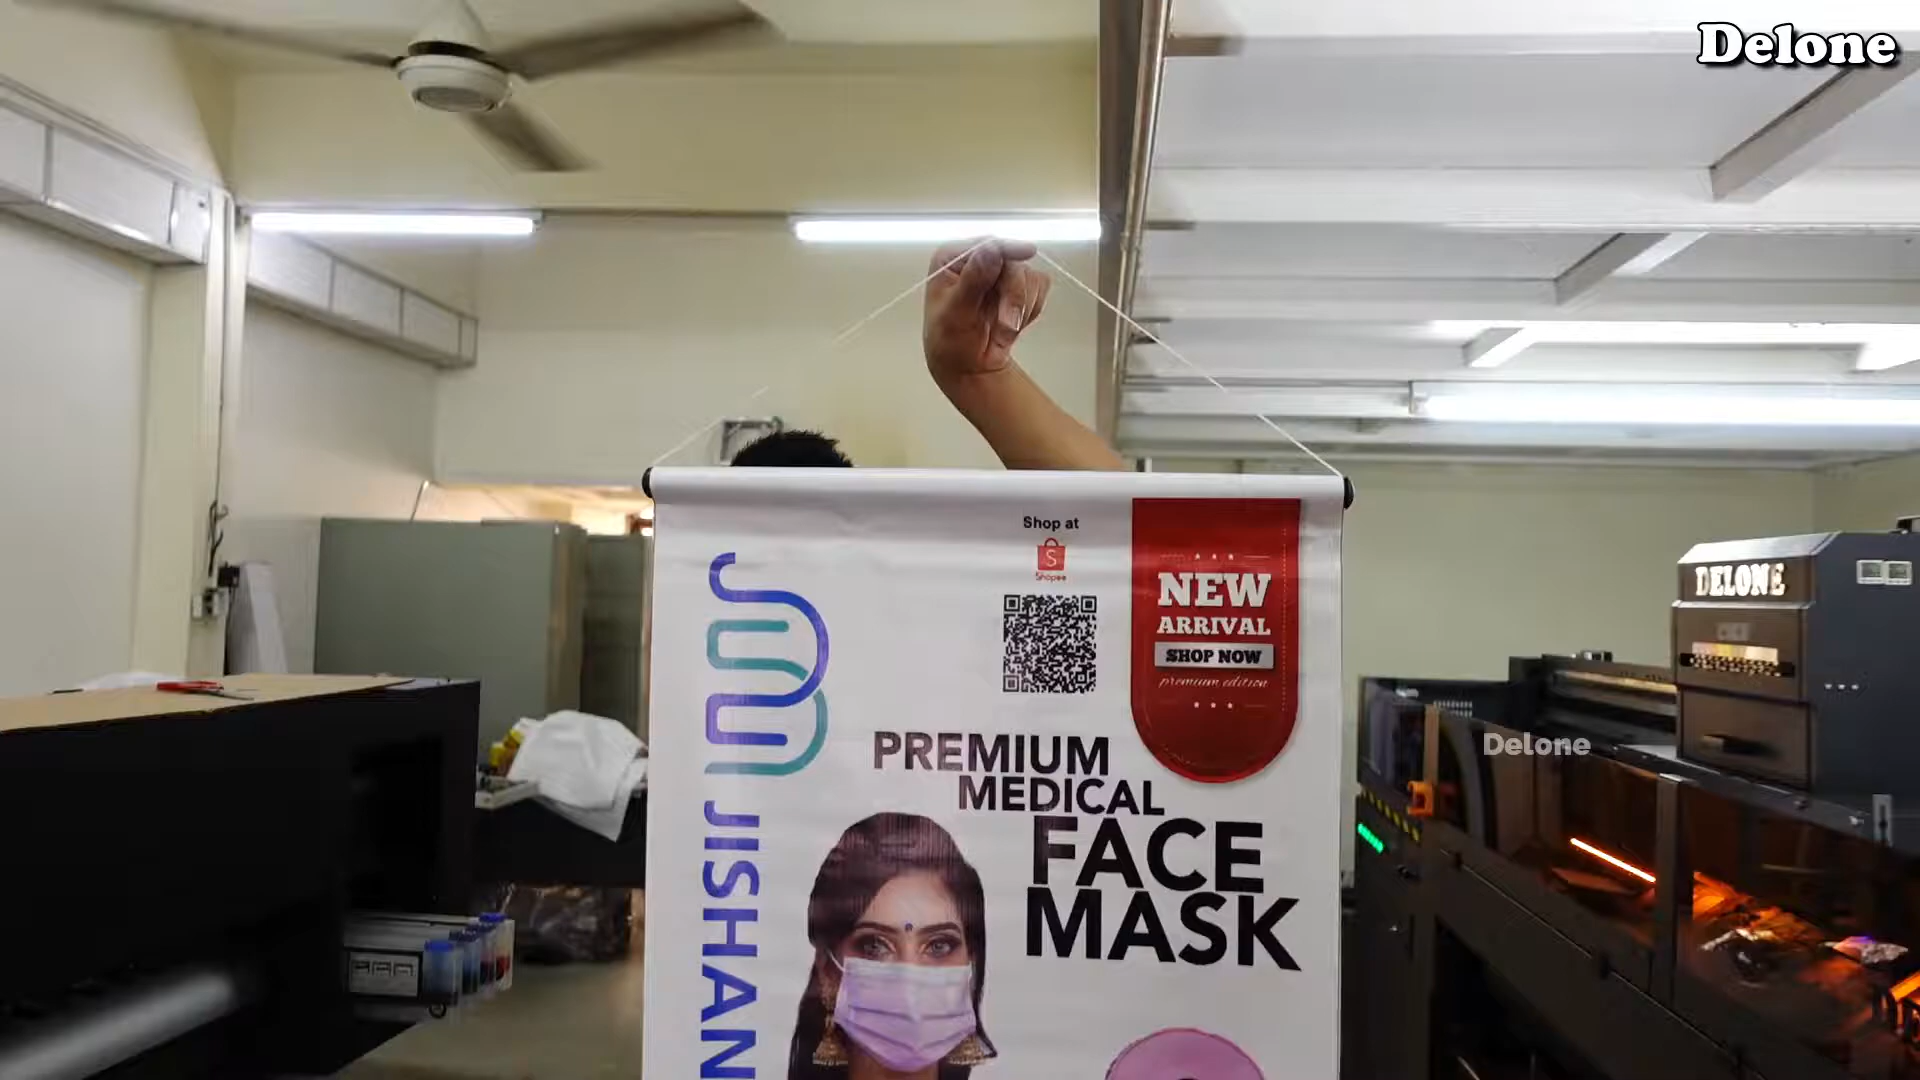 Delone
Shop at
Shopee
NEW
ARRIVAL
SHOP NOW
premium edition
PREMIUM
MEDICAL
FACE
MASK
JISHAN
DELONE
Delone